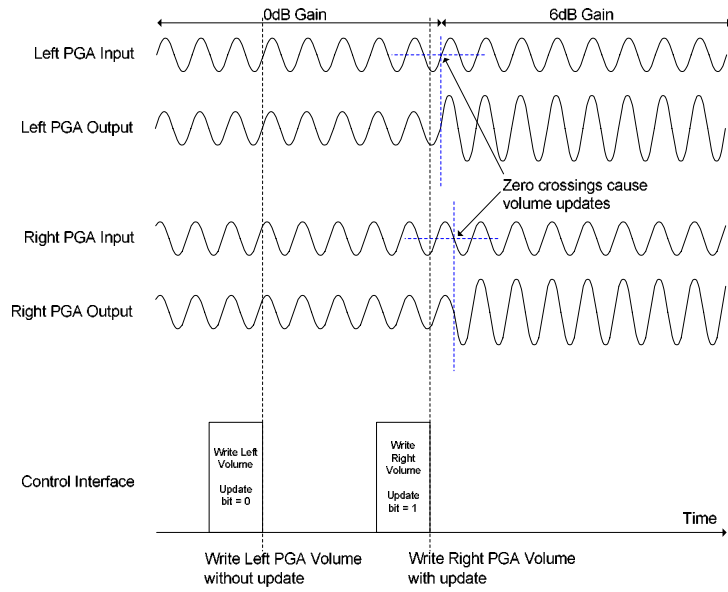 0dB Gain
6dB Gain
Left PGA Input
Left PGA Output
Zero crossings cause
volume updates
Right PGA Input
Right PGA Output
Control Interface
Write Left
Volume
Update
bit = 0
Write
Right
Volume
Update
bit = 1
Time
Write Left PGA Volume
without update
Write Right PGA Volume
with update